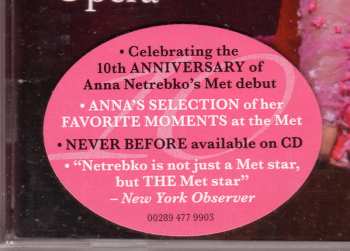 Opera
• Celebrating the
10th ANNIVERSARY of
Anna Netrebko's Met debut
• ANNA'S SELECTION of her
FAVORITE MOMENTS at the Met
• NEVER BEFORE available on CD
• "Netrebko is not just a Met star,
but THE Met star"
– New York Observer
00289 477 9903
10